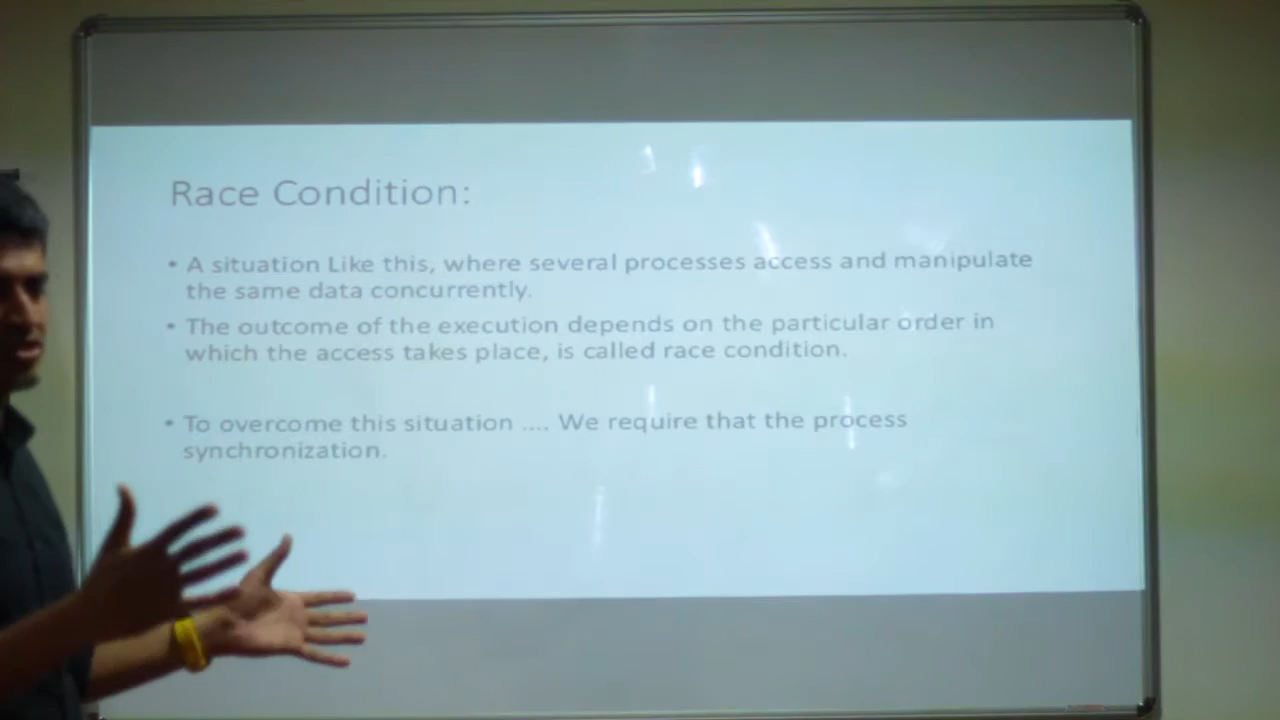 Race Condition:
• A situation Like this, where several processes access and manipulate
the same data concurrently.
• The outcome of the execution depends on the particular order in
which the access takes place, is called race condition.
• To overcome this situation .... We require that the process
synchronization.